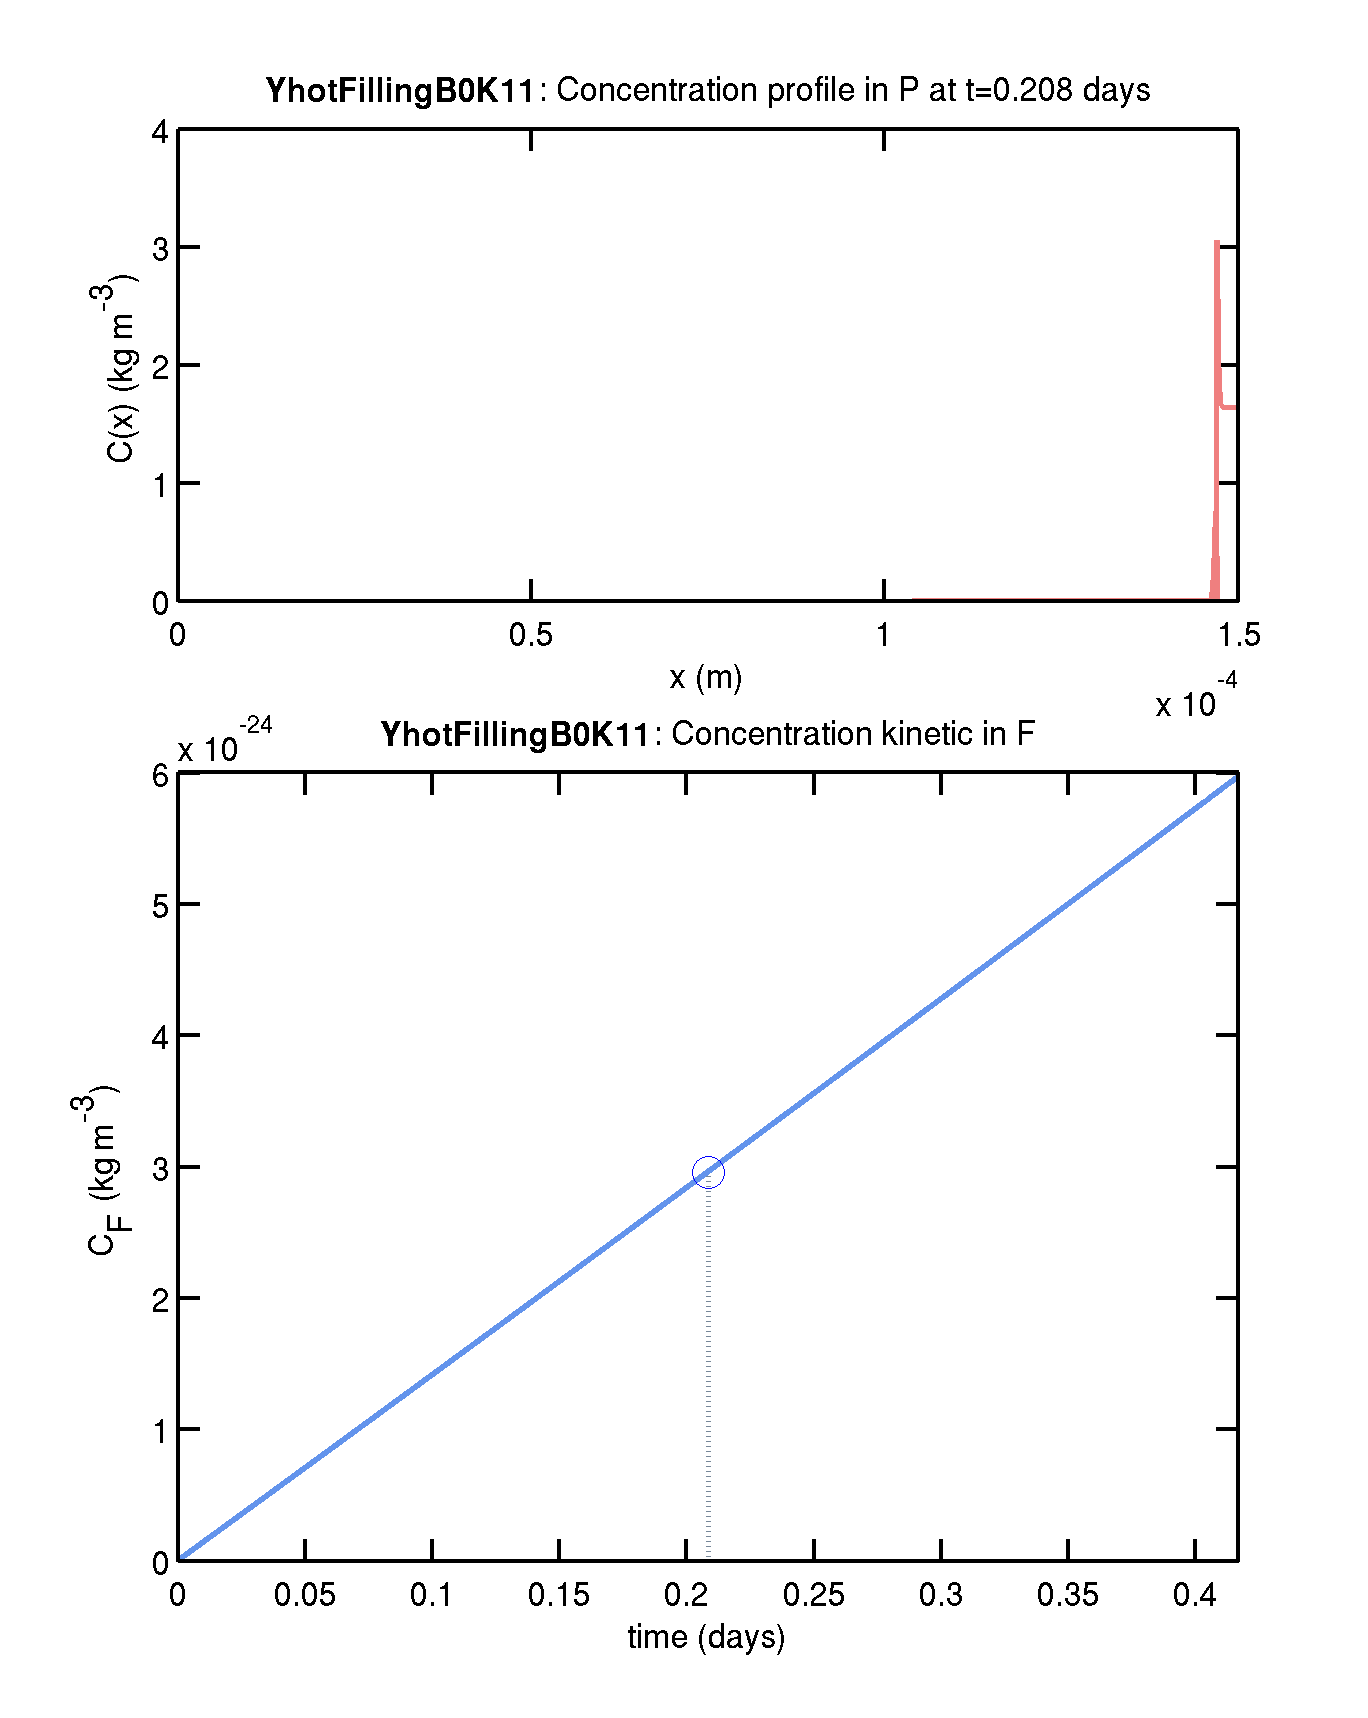 YhotFillingB0K11: Concentration profile in P at t=0.208 days
4
3
2
1
0
C(x) (kg m-3)
0 0.5 1 1.5
x (m)
x 10-4
YhotFillingB0K11: Concentration kinetic in F
x 10-24
6
5
4
3
2
1
0
CF (kg m-3)
0 0.05 0.1 0.15 0.2 0.25 0.3 0.35 0.4
time (days)